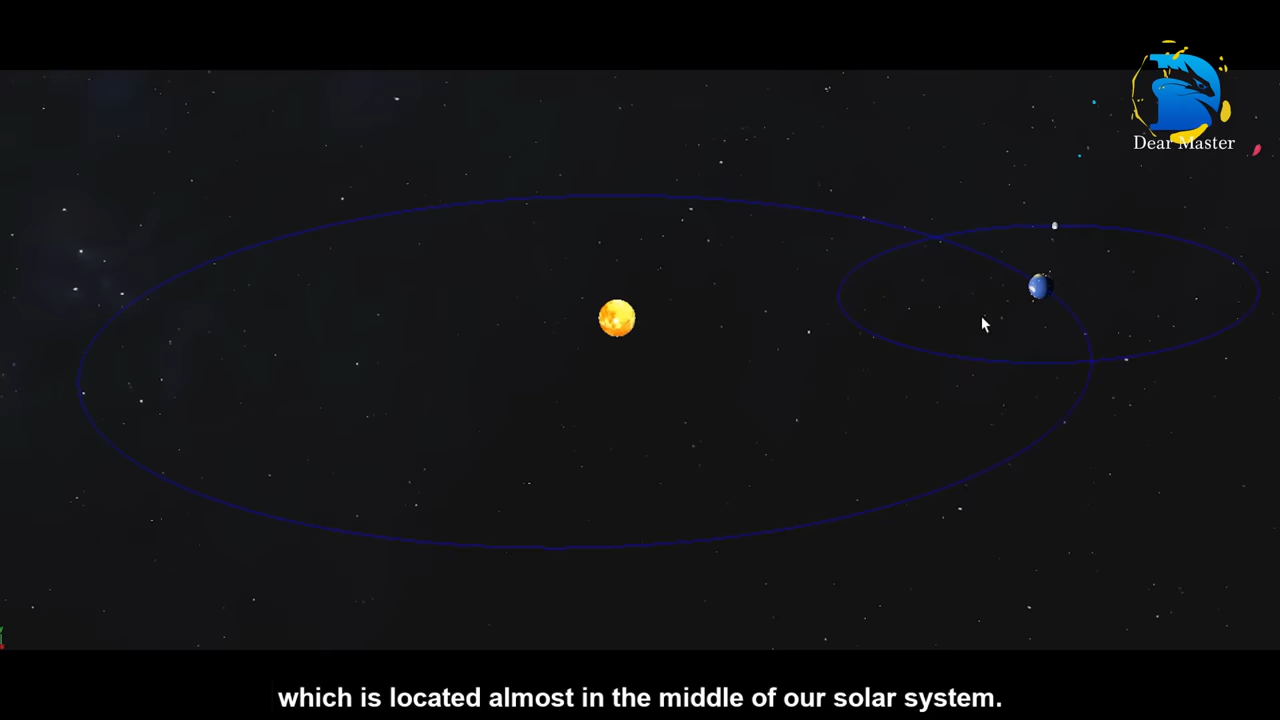 Dear Master
which is located almost in the middle of our solar system.